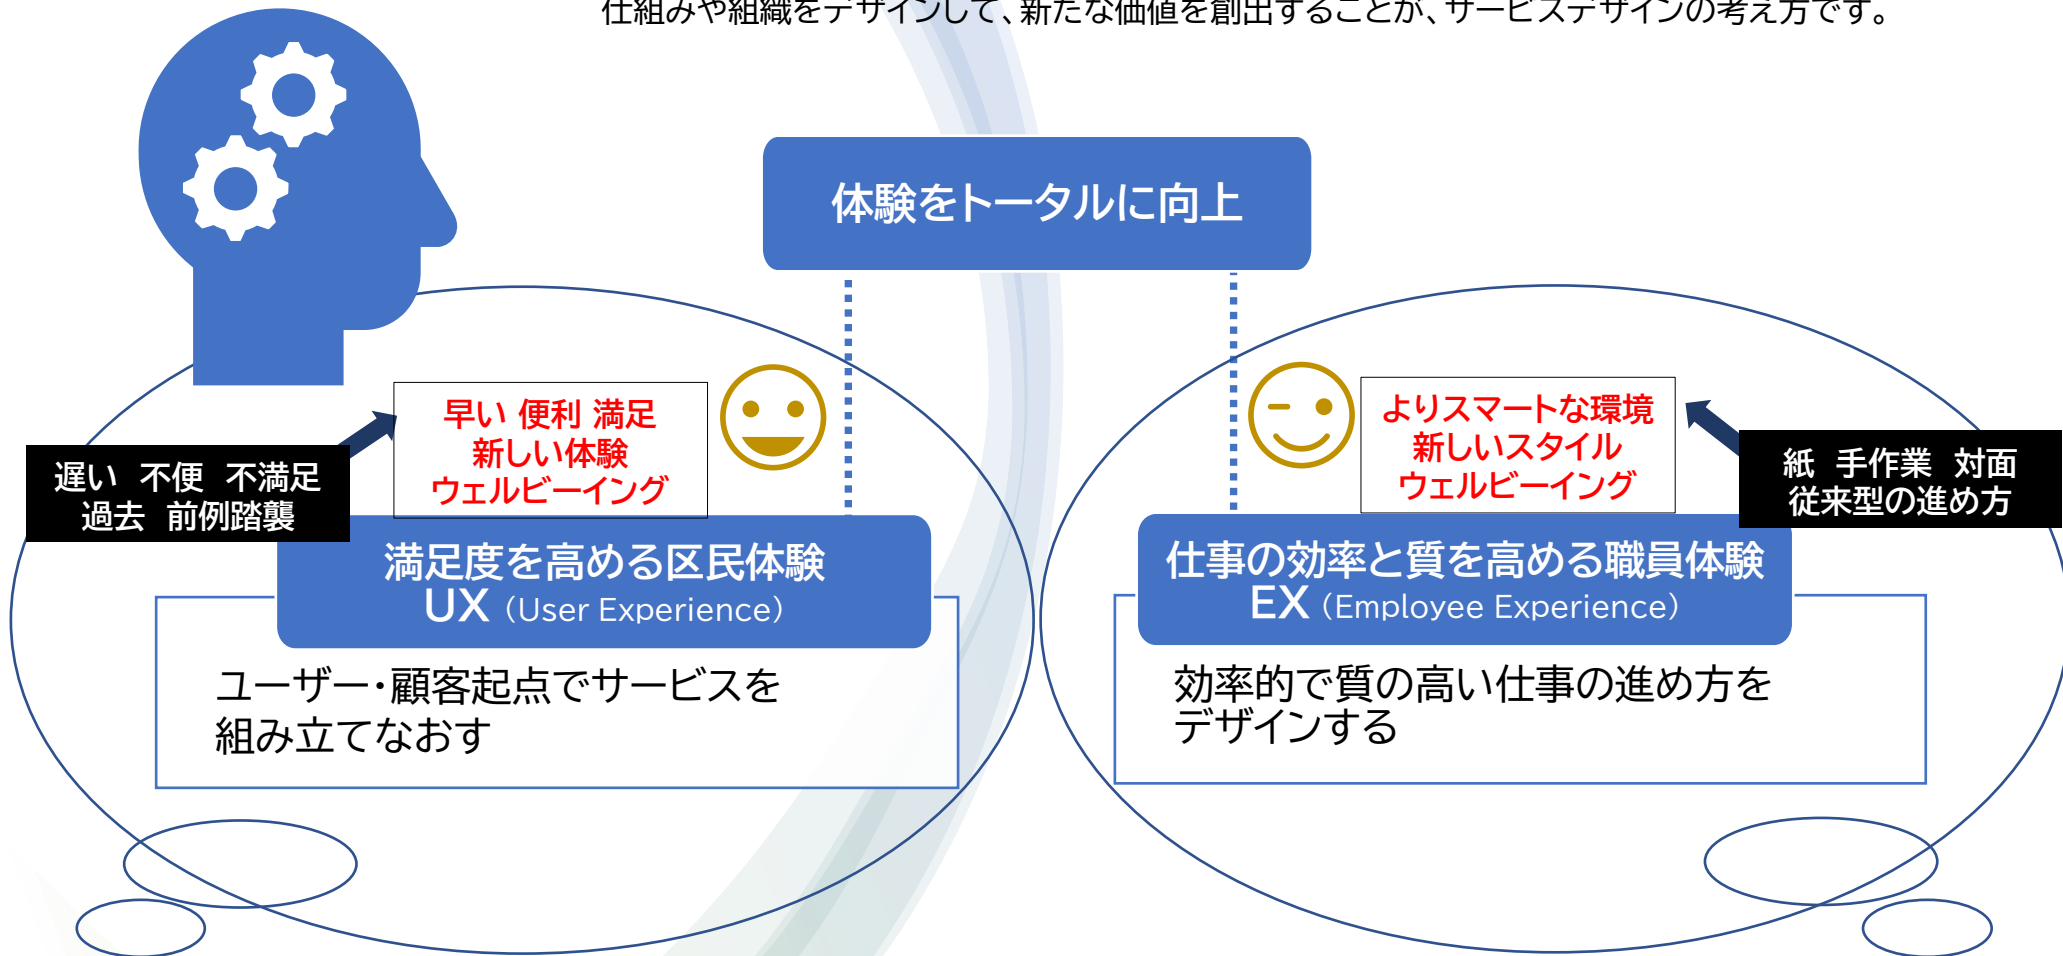 仕組みや組織をデザインして、新たな価値を創出することが、サービスデザインの考え方です。
体験をトータルに向上
早い 便利 満足
新しい体験
ウェルビーイング
遅い 不便 不満足
過去 前例踏襲
満足度を高める区民体験
UX（User Experience）
ユーザー・顧客起点でサービスを
組み立てなおす
よりスマートな環境
新しいスタイル
ウェルビーイング
紙 手作業 対面
従来型の進め方
仕事の効率と質を高める職員体験
EX（Employee Experience）
効率的で質の高い仕事の進め方を
デザインする